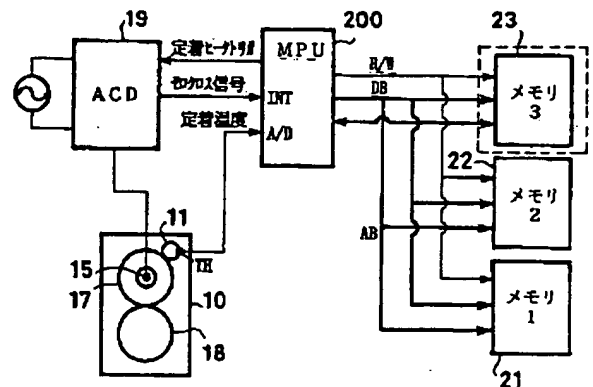 19
ACD
定着ヒータトリガ
ゼロクロス信号
定着温度
MPU
200
INT
A/D
R/W
DB
AB
23
メモリ
3
22
メモリ
2
メモリ
1
21
11
TH
15
17
10
18